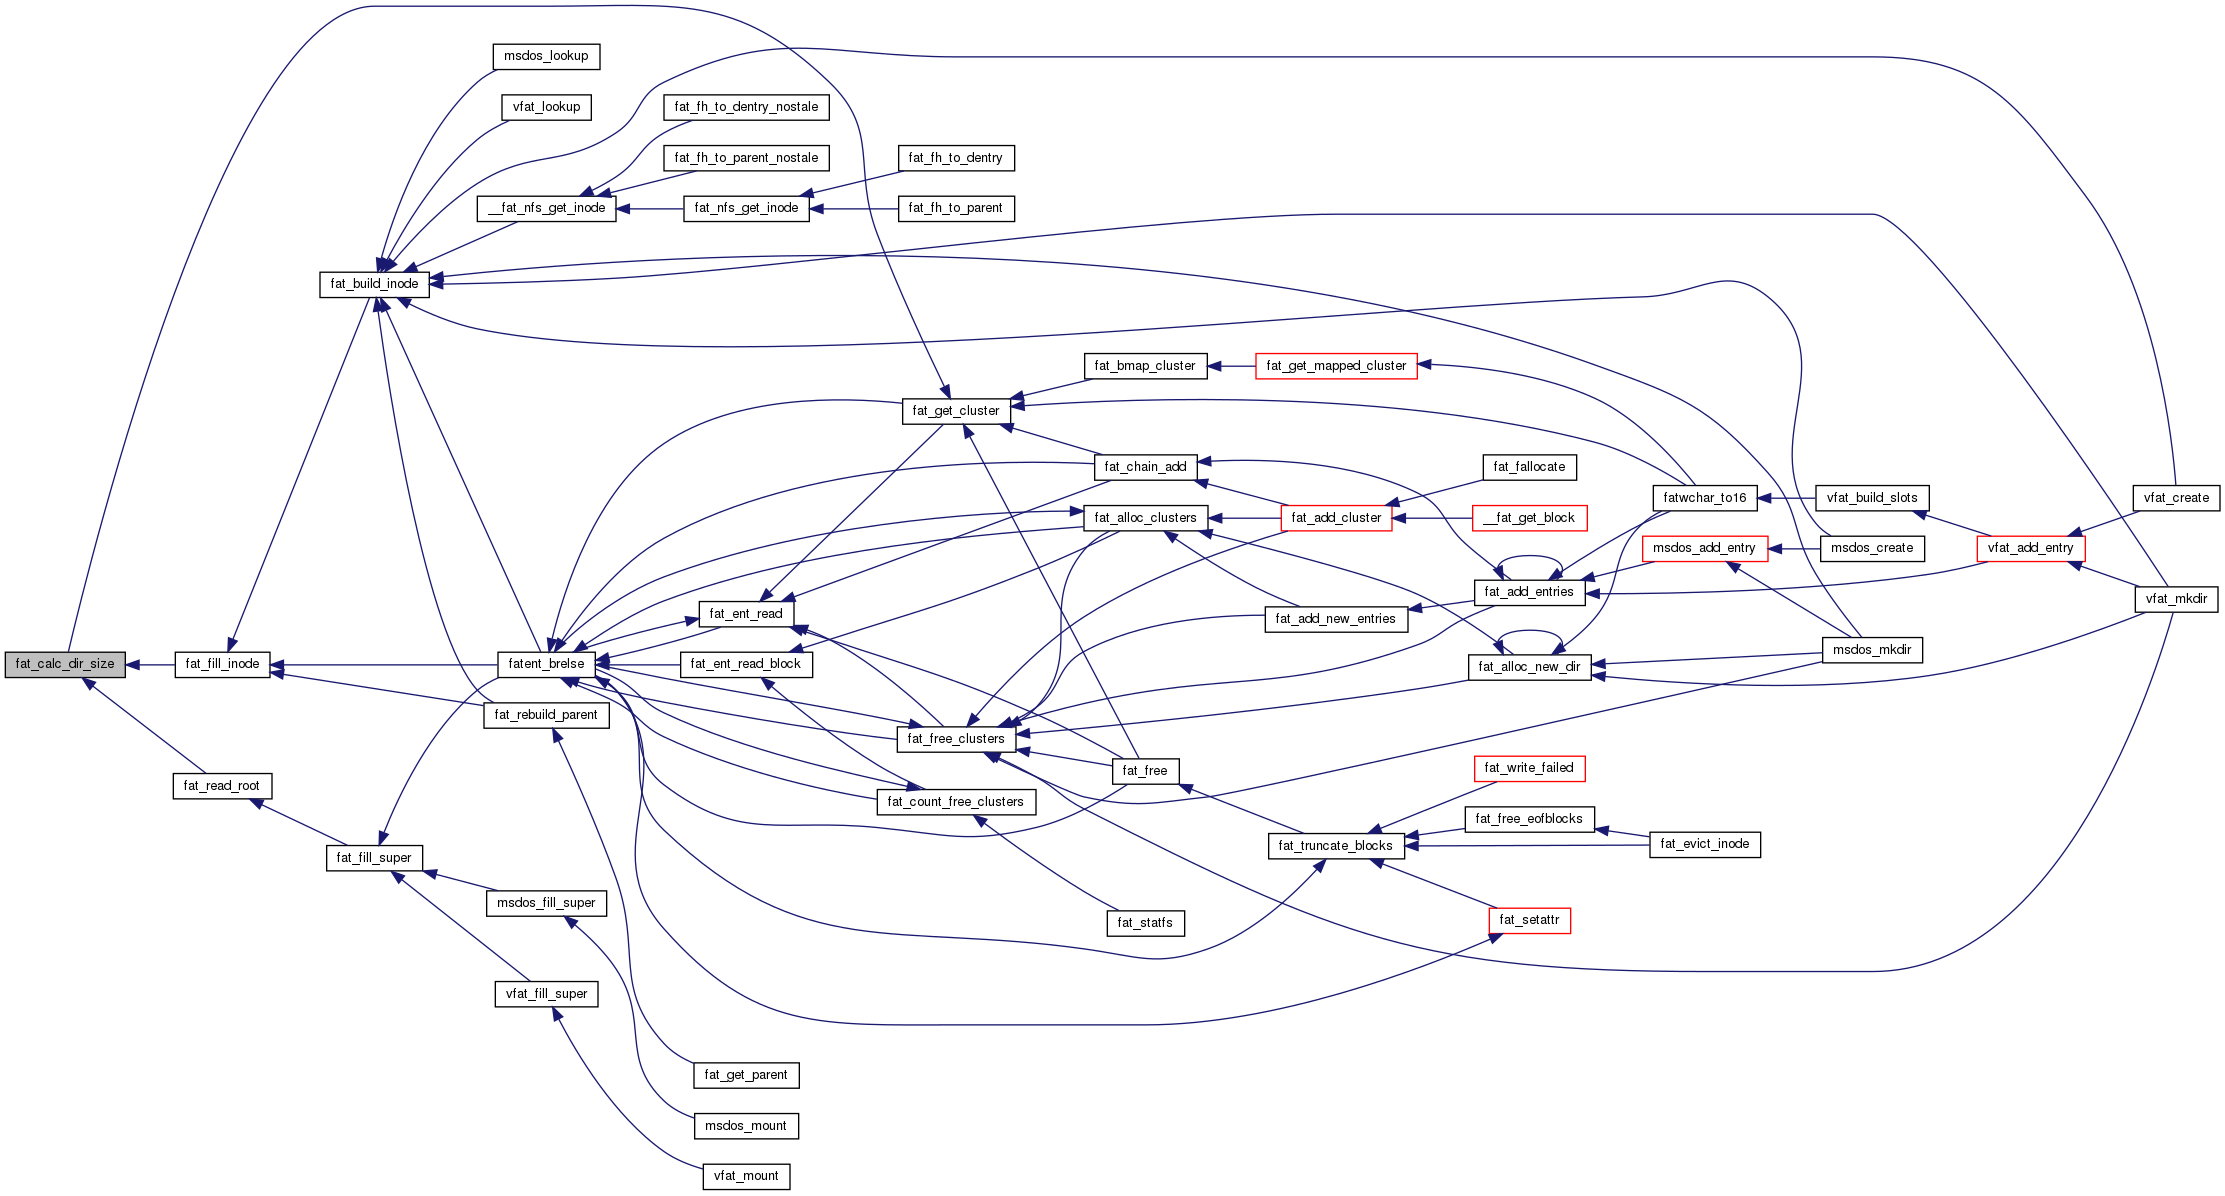 msdos_lookup
vfat_lookup
fat_fh_to_dentry_nostale
fat_fh_to_parent_nostale
fat_fh_to_dentry
__fat_nfs_get_inode
fat_nfs_get_inode
fat_fh_to_parent
fat_build_inode
fat_bmap_cluster
fat_get_mapped_cluster
fat_get_cluster
fat_chain_add
fat_fallocate
fatwchar_to16
vfat_build_slots
vfat_create
fat_alloc_clusters
fat_add_cluster
__fat_get_block
msdos_add_entry
msdos_create
vfat_add_entry
fat_add_entries
vfat_mkdir
fat_ent_read
fat_add_new_entries
msdos_mkdir
fat_calc_dir_size
fat_fill_inode
fatent_brelse
fat_ent_read_block
fat_alloc_new_dir
fat_rebuild_parent
fat_free_clusters
fat_free
fat_write_failed
fat_read_root
fat_count_free_clusters
fat_free_eofblocks
fat_truncate_blocks
fat_evict_inode
fat_fill_super
msdos_fill_super
fat_statfs
fat_setattr
vfat_fill_super
fat_get_parent
msdos_mount
vfat_mount